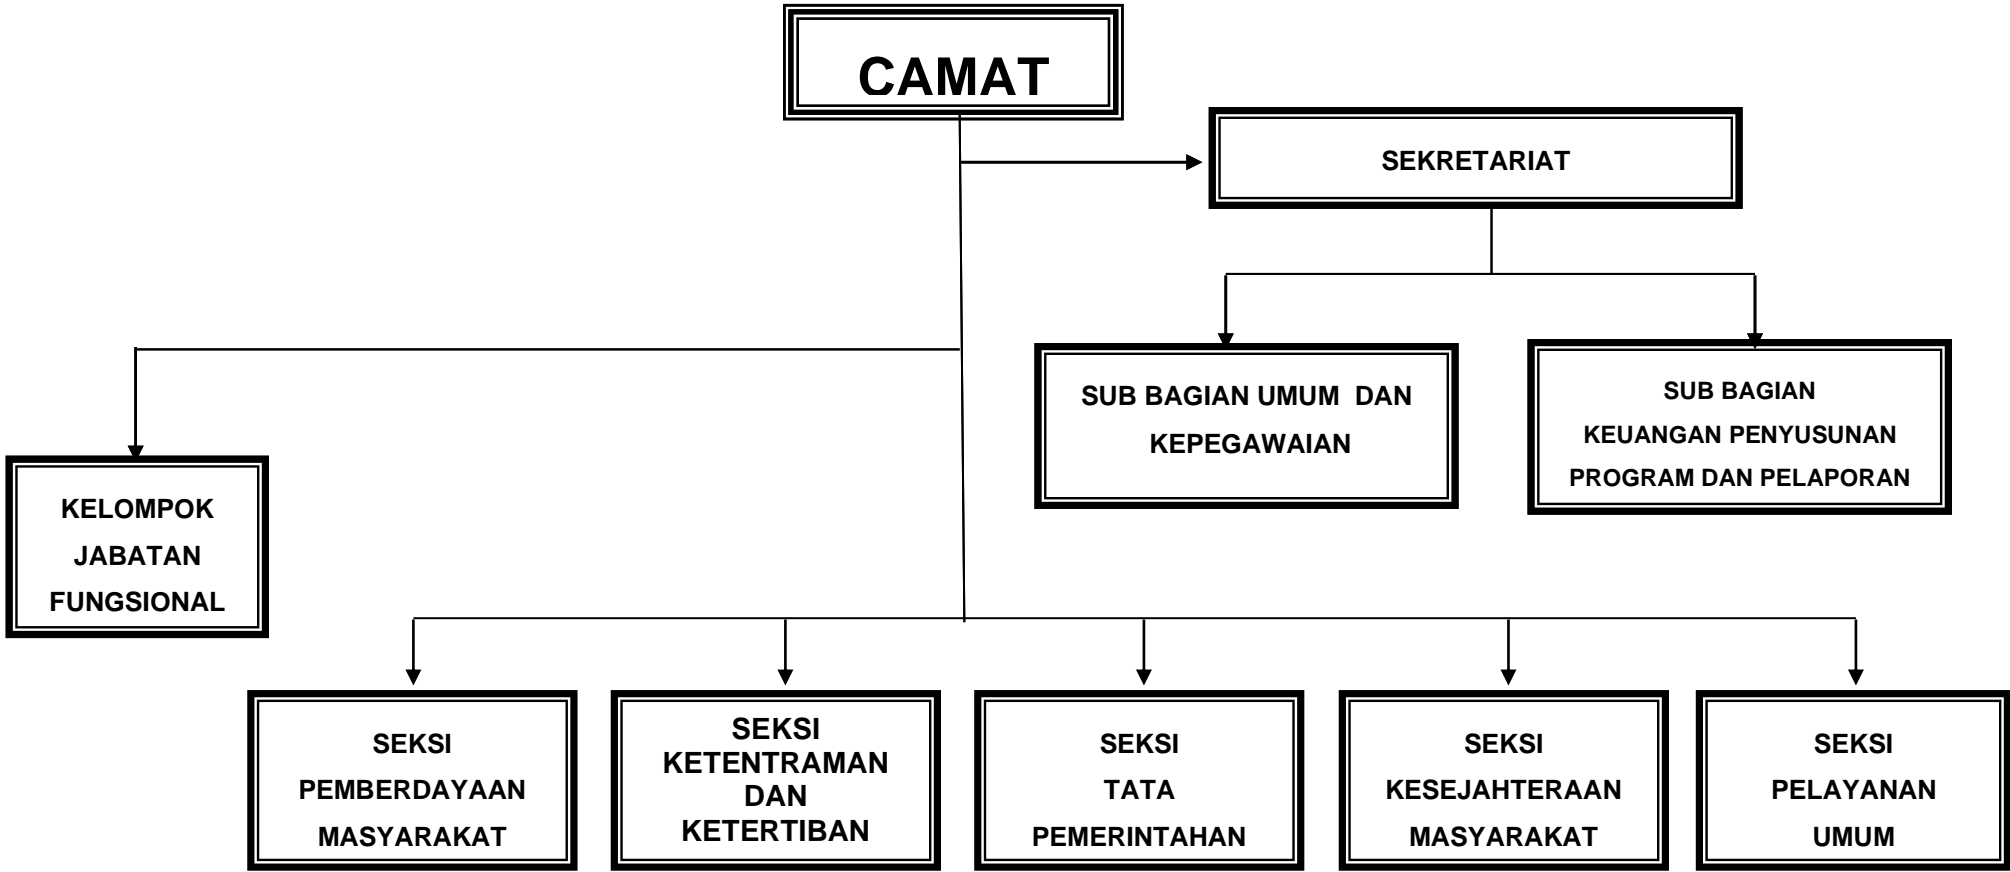 CAMAT
SEKRETARIAT
SUB BAGIAN UMUM  DAN
KEPEGAWAIAN
SUB BAGIAN
KEUANGAN PENYUSUNAN
PROGRAM DAN PELAPORAN
KELOMPOK
JABATAN
FUNGSIONAL
SEKSI
PEMBERDAYAAN
MASYARAKAT
SEKSI
KETENTRAMAN
DAN
KETERTIBAN
SEKSI
TATA
PEMERINTAHAN
SEKSI
KESEJAHTERAAN
MASYARAKAT
SEKSI
PELAYANAN
UMUM